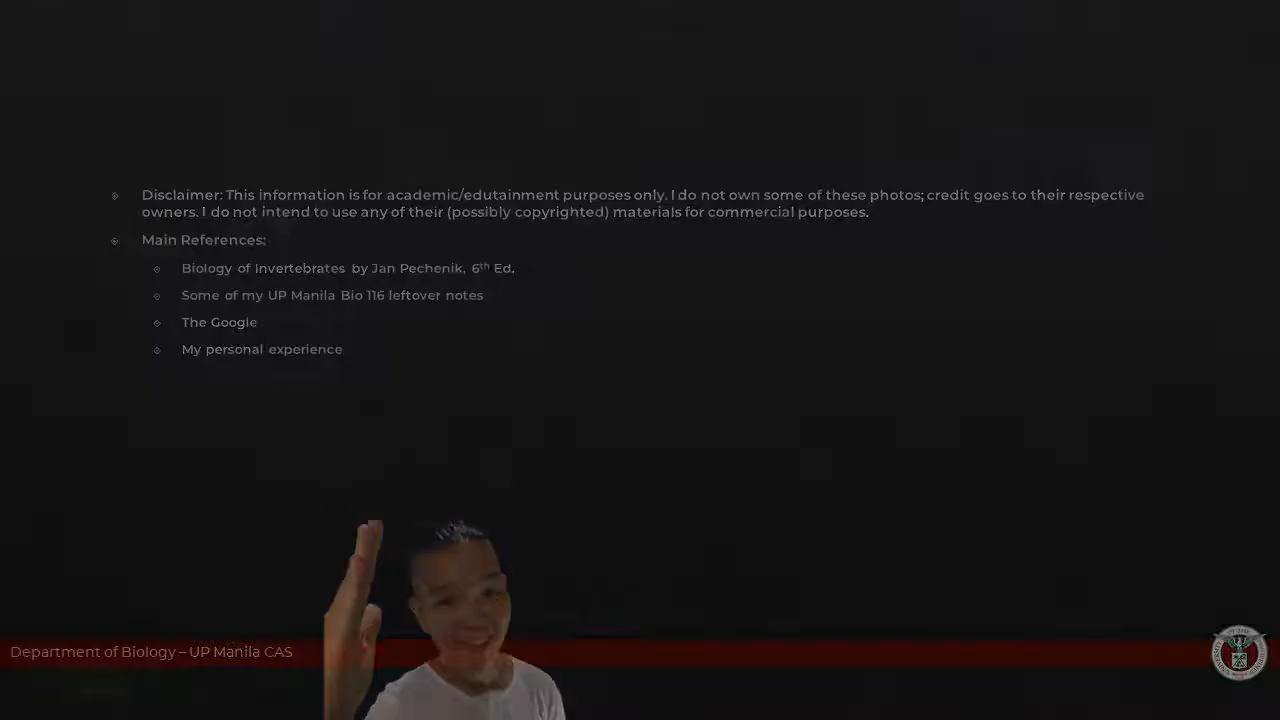 Disclaimer: This information is for academic/edutainment purposes only. I do not own some of these photos; credit goes to their respective
owners. I do not intend to use any of their (possibly copyrighted) materials for commercial purposes.
Main References:
Biology of Invertebrates by Jan Pechenik, 6th Ed.
Some of my UP Manila Bio 116 leftover notes
The Google
My personal experience
Department of Biology – UP Manila CAS